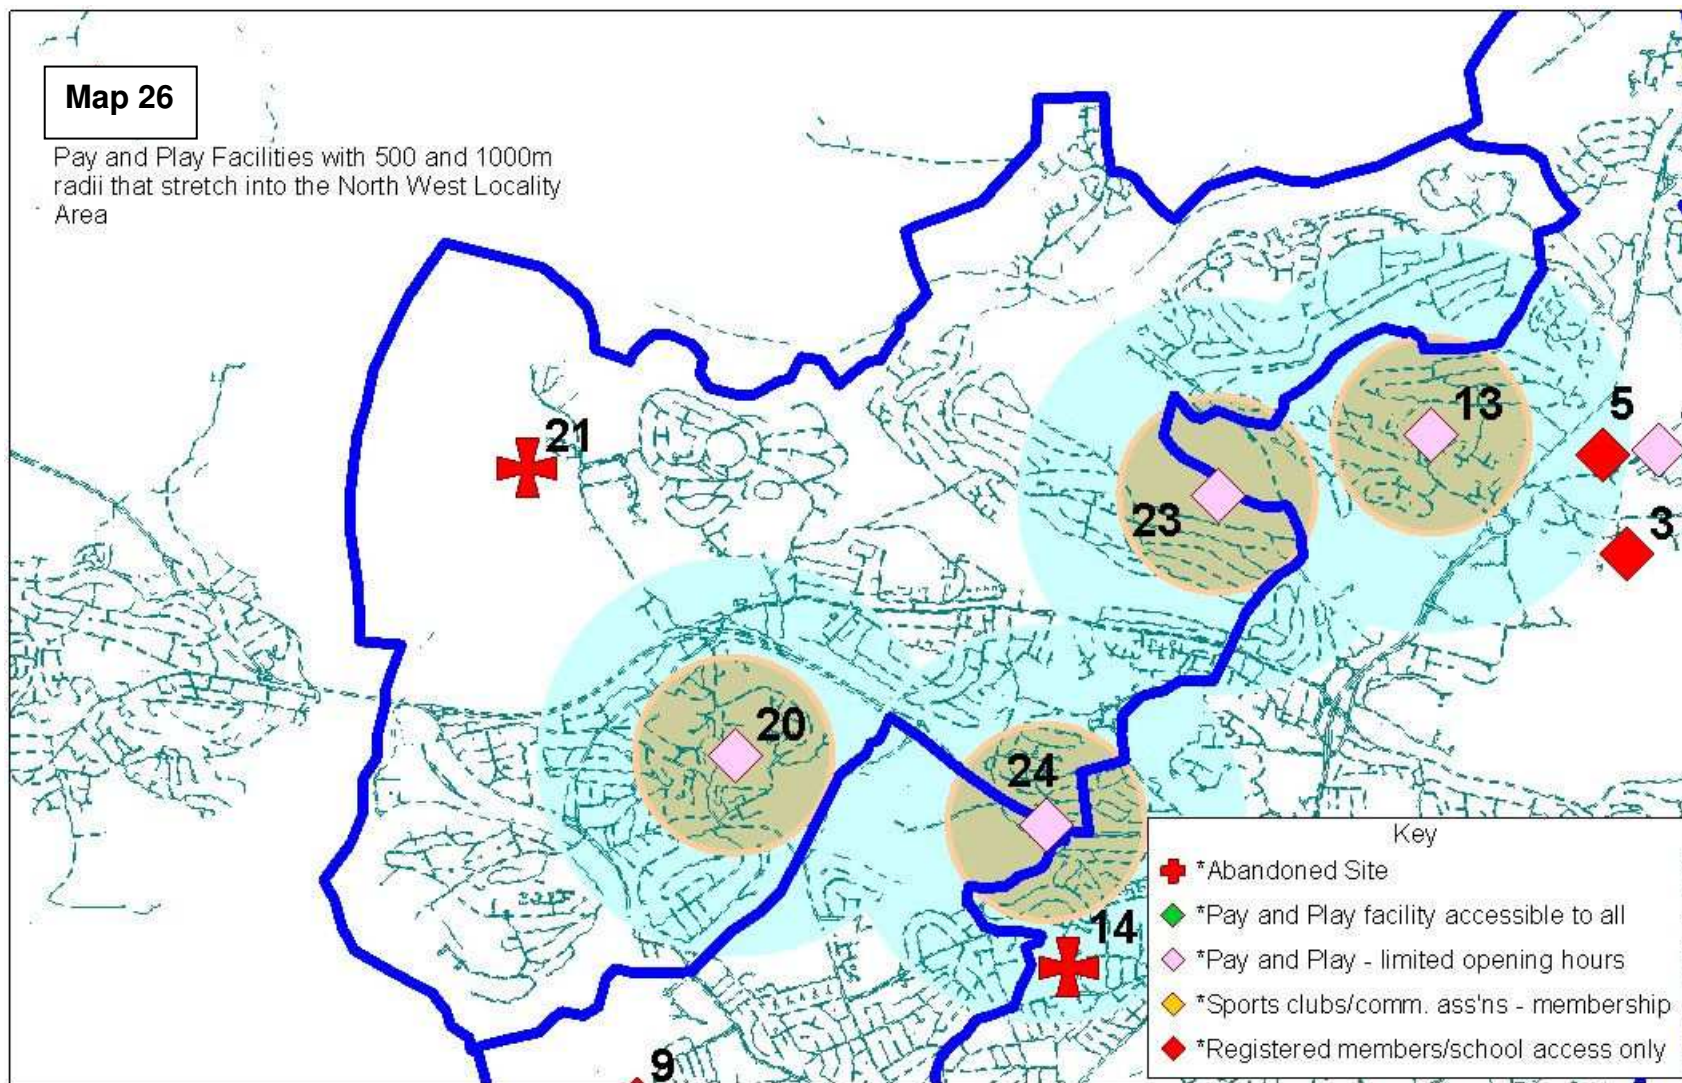 Map 26
Pay and Play Facilities with 500 and 1000m
radii that stretch into the North West Locality
Area
21
13
5
3
23
20
24
14
9
Key
*Abandoned Site
*Pay and Play facility accessible to all
*Pay and Play - limited opening hours
*Sports clubs/comm. ass'ns - membership
*Registered members/school access only